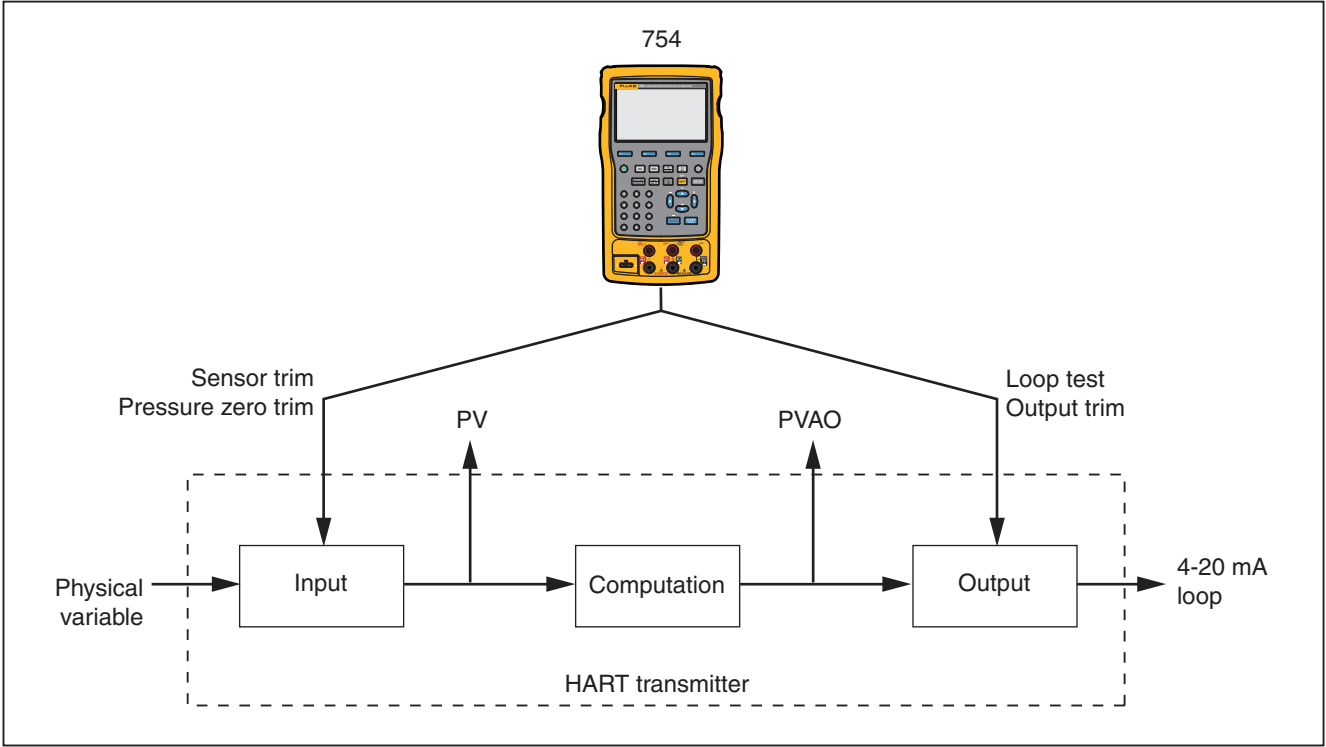 754
FLUKE
Sensor trim
Pressure zero trim
Loop test
Output trim
PV
PVAO
Physical
variable
Input
Computation
Output
4-20 mA
loop
HART transmitter